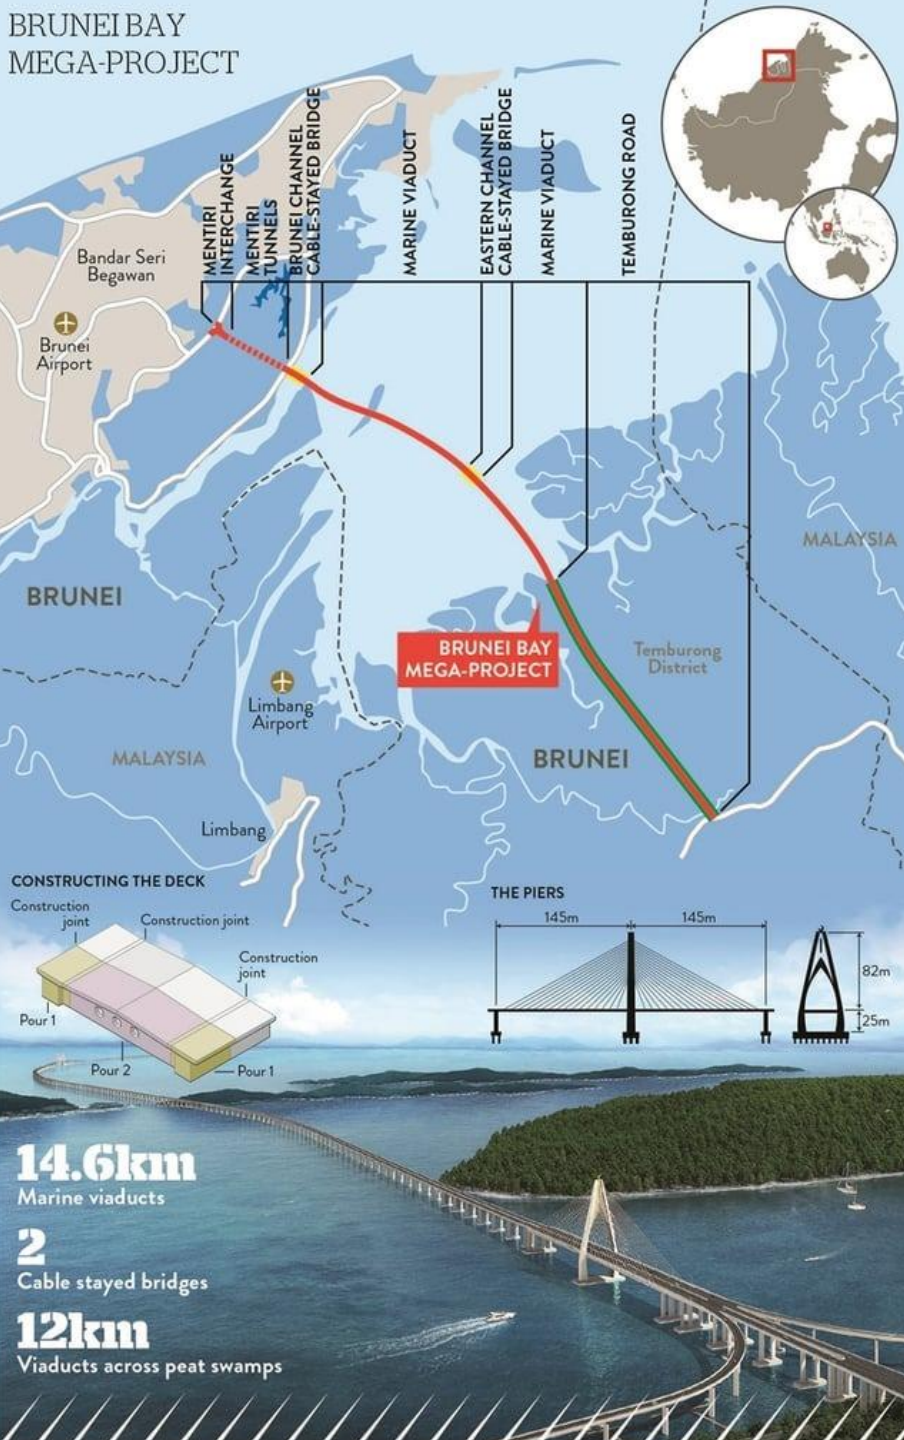 BRUNEI BAY
MEGA-PROJECT
MENTIRI
INTERCHANGE
MENTIRI
TUNNELS
BRUNEI CHANNEL
CABLE-STAYED BRIDGE
MARINE VIADUCT
EASTERN CHANNEL
CABLE-STAYED BRIDGE
MARINE VIADUCT
TEMBURONG ROAD
Bandar Seri
Begawan
Brunei
Airport
MALAYSIA
BRUNEI
BRUNEI BAY
MEGA-PROJECT
Temburong
District
Limbang
Airport
MALAYSIA
BRUNEI
Limbang
CONSTRUCTING THE DECK
Construction
joint
Construction joint
Construction
joint
Pour 1
Pour 2
Pour 1
THE PIERS
145m
145m
82m
25m
14.6km
Marine viaducts
2
Cable stayed bridges
12km
Viaducts across peat swamps